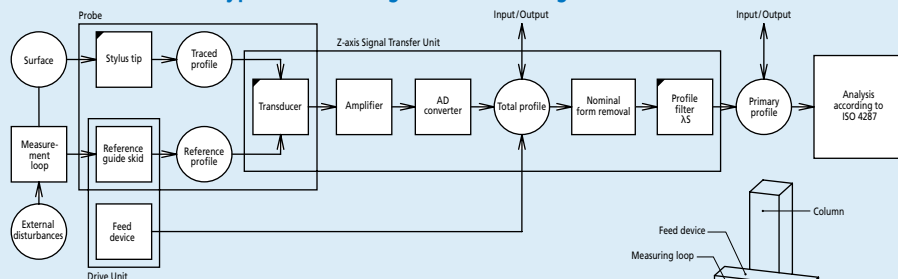 Probe
Input/Output
Input/Output
Z-axis Signal Transfer Unit
Surface
Stylus tip
Traced
profile
Transducer
Amplifier
AD
converter
Total profile
Nominal
form removal
Profile
filter
λS
Primary
profile
Analysis
according to
ISO 4287
Measure-
ment
loop
Reference
guide skid
Reference
profile
External
disturbances
Feed
device
Drive Unit
Column
Feed device
Measuring loop